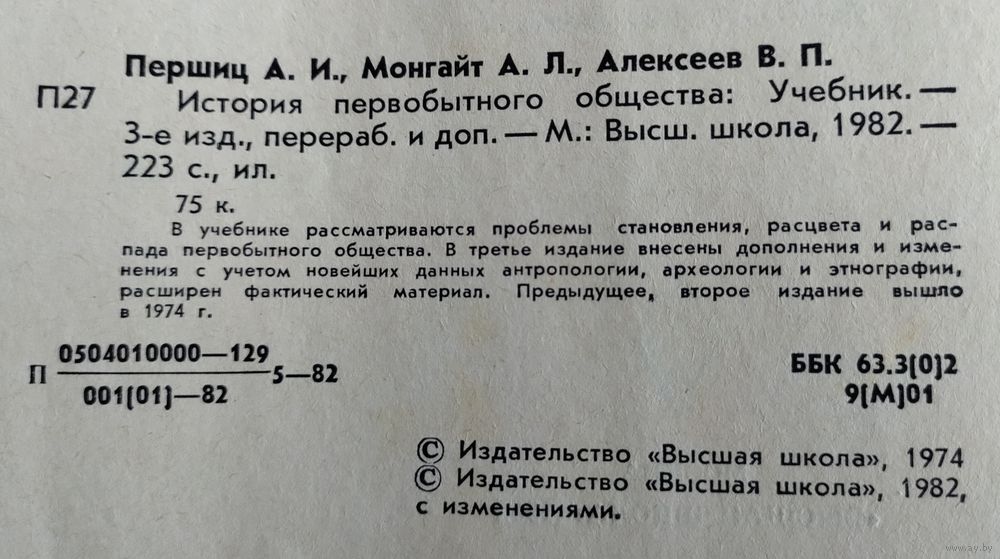 Першиц А. И., Монгайт А. Л., Алексеев В. П.
П27 История первобытного общества: Учебник. —
3-е изд., перераб. и доп. — М.: Высш. школа, 1982. —
223 с., ил.
75 к.
В учебнике рассматриваются проблемы становления, расцвета и рас-
пада первобытного общества. В третье издание внесены дополнения и изме-
нения с учетом новейших данных антропологии, археологии и этнографии,
расширен фактический материал. Предыдущее, второе издание вышло
в 1974 г.
П 0504010000—129
001(01)—82
5—82
ББК 63.3(0)2
9(М)01
© Издательство «Высшая школа», 1974
© Издательство «Высшая школа», 1982,
с изменениями.
www.ay.by